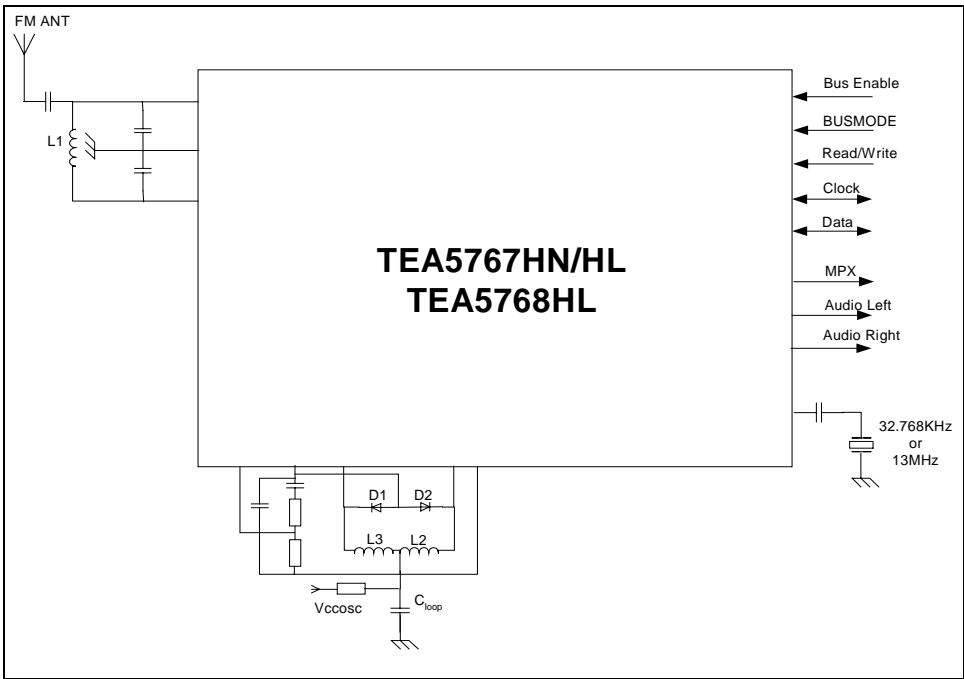 FM ANT
L1
TEA5767HN/HL
TEA5768HL
Bus Enable
BUSMODE
Read/Write
Clock
Data
MPX
Audio Left
Audio Right
32.768KHz
or
13MHz
D1
D2
L3
L2
Vccosc
Cloop